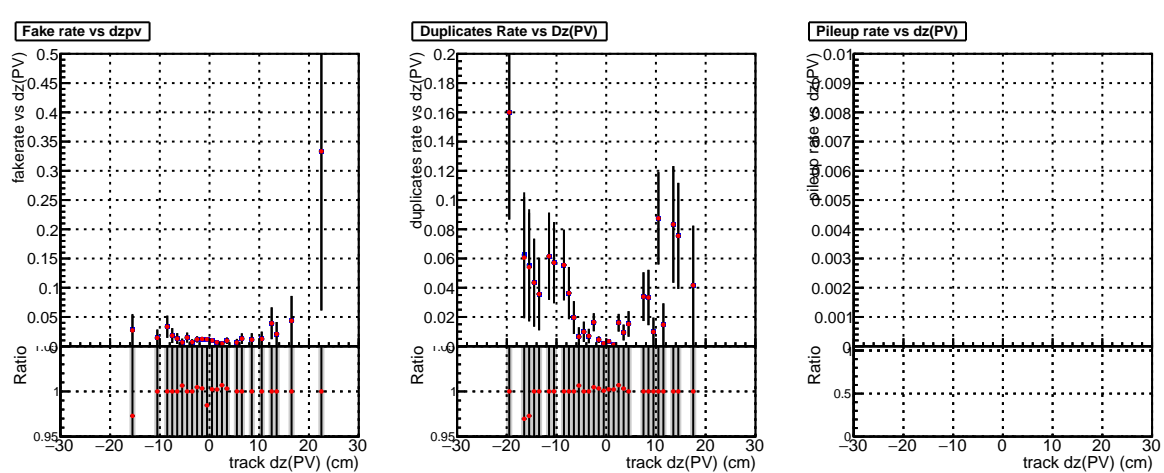 Fake rate vs dzpv
fakerate vs dz(PV)
0.5
0.45
0.4
0.35
0.3
0.25
0.2
0.15
0.1
0.05
0
Ratio
1
0.95
−30 −20 −10 0 10 20 30
track dz(PV) (cm)
Duplicates Rate vs Dz(PV)
duplicates rate vs dz(PV)
0.2
0.18
0.16
0.14
0.12
0.1
0.08
0.06
0.04
0.02
0
Ratio
1
0.95
−30 −20 −10 0 10 20 30
track dz(PV) (cm)
Pileup rate vs dz(PV)
pileup rate vs dz(PV)
0.01
0.009
0.008
0.007
0.006
0.005
0.004
0.003
0.002
0.001
0
Ratio
1
0.5
0
−30 −20 −10 0 10 20 30
track dz(PV) (cm)